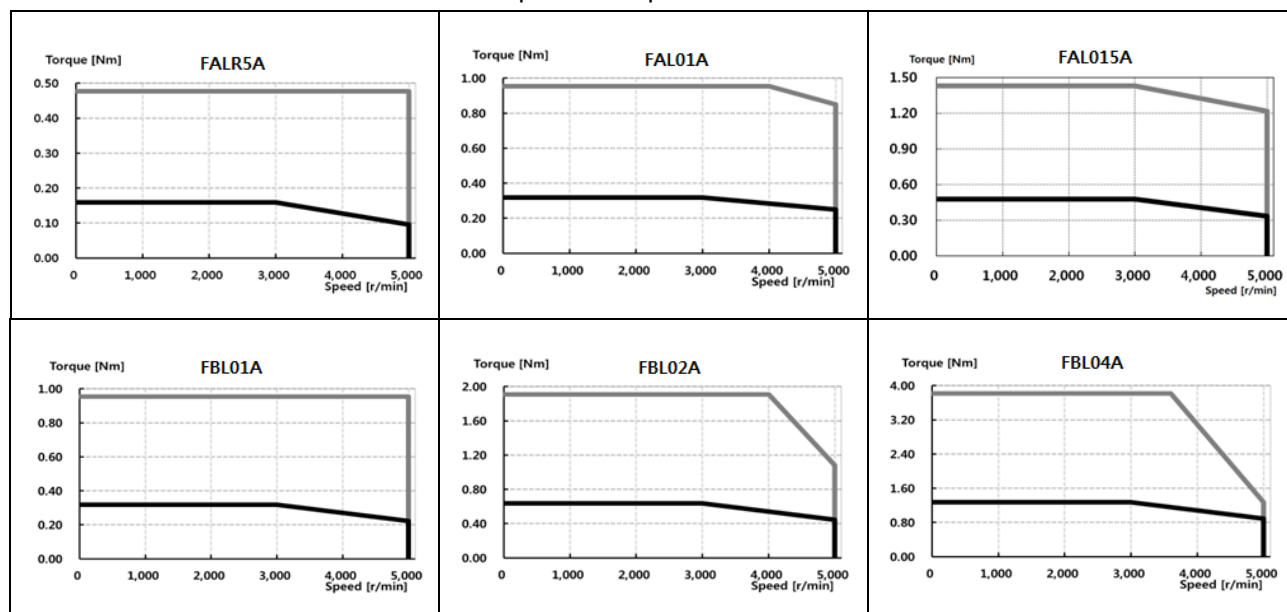 Torque [Nm] FALR5A
0.50
0.40
0.30
0.20
0.10
0.00
0 1,000 2,000 3,000 4,000 5,000
Speed [r/min]
Torque [Nm] FAL01A
1.00
0.80
0.60
0.40
0.20
0.00
0 1,000 2,000 3,000 4,000 5,000
Speed [r/min]
Torque [Nm] FAL015A
1.50
1.20
0.90
0.60
0.30
0.00
0 1,000 2,000 3,000 4,000 5,000
Speed [r/min]
Torque [Nm] FBL01A
1.00
0.80
0.60
0.40
0.20
0.00
0 1,000 2,000 3,000 4,000 5,000
Speed [r/min]
Torque [Nm] FBL02A
2.00
1.60
1.20
0.80
0.40
0.00
0 1,000 2,000 3,000 4,000 5,000
Speed [r/min]
Torque [Nm] FBL04A
4.00
3.20
2.40
1.60
0.80
0.00
0 1,000 2,000 3,000 4,000 5,000
Speed [r/min]